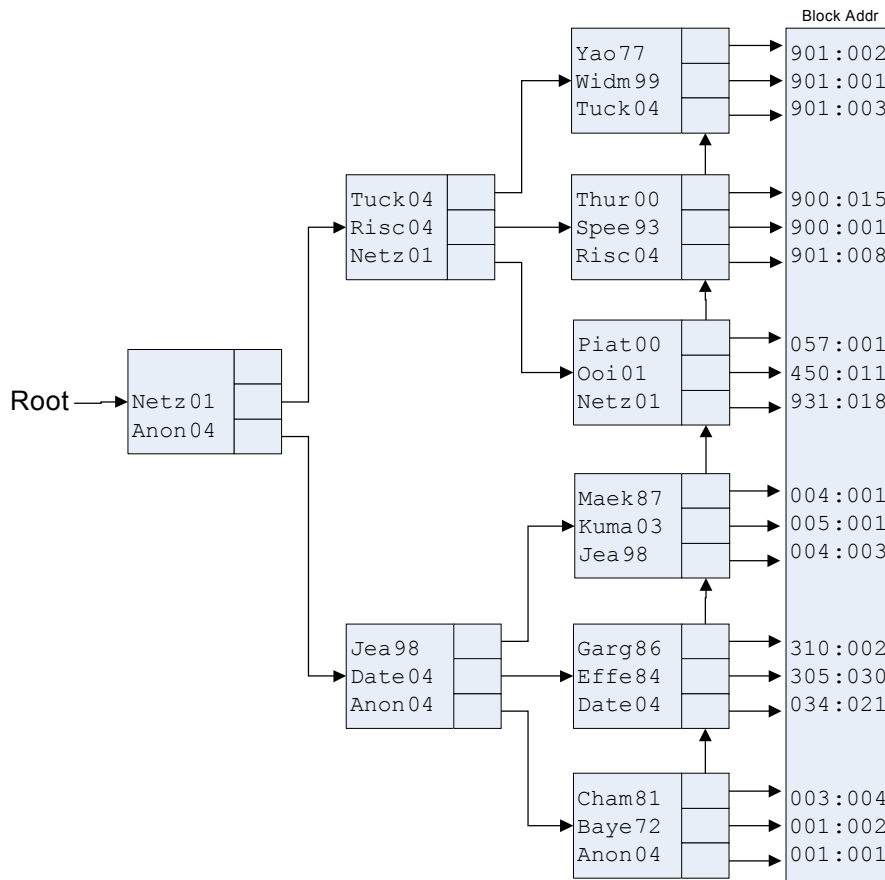 Block Addr
Yao77
Widm99
Tuck04
901:002
901:001
901:003
Tuck04
Risc04
Netz01
Thur00
Spee93
Risc04
900:015
900:001
901:008
Piat00
Ooi01
Netz01
057:001
450:011
931:018
Root
Netz01
Anon04
Maek87
Kuma03
Jea98
004:001
005:001
004:003
Jea98
Date04
Anon04
Garg86
Effe84
Date04
310:002
305:030
034:021
Cham81
Baye72
Anon04
003:004
001:002
001:001